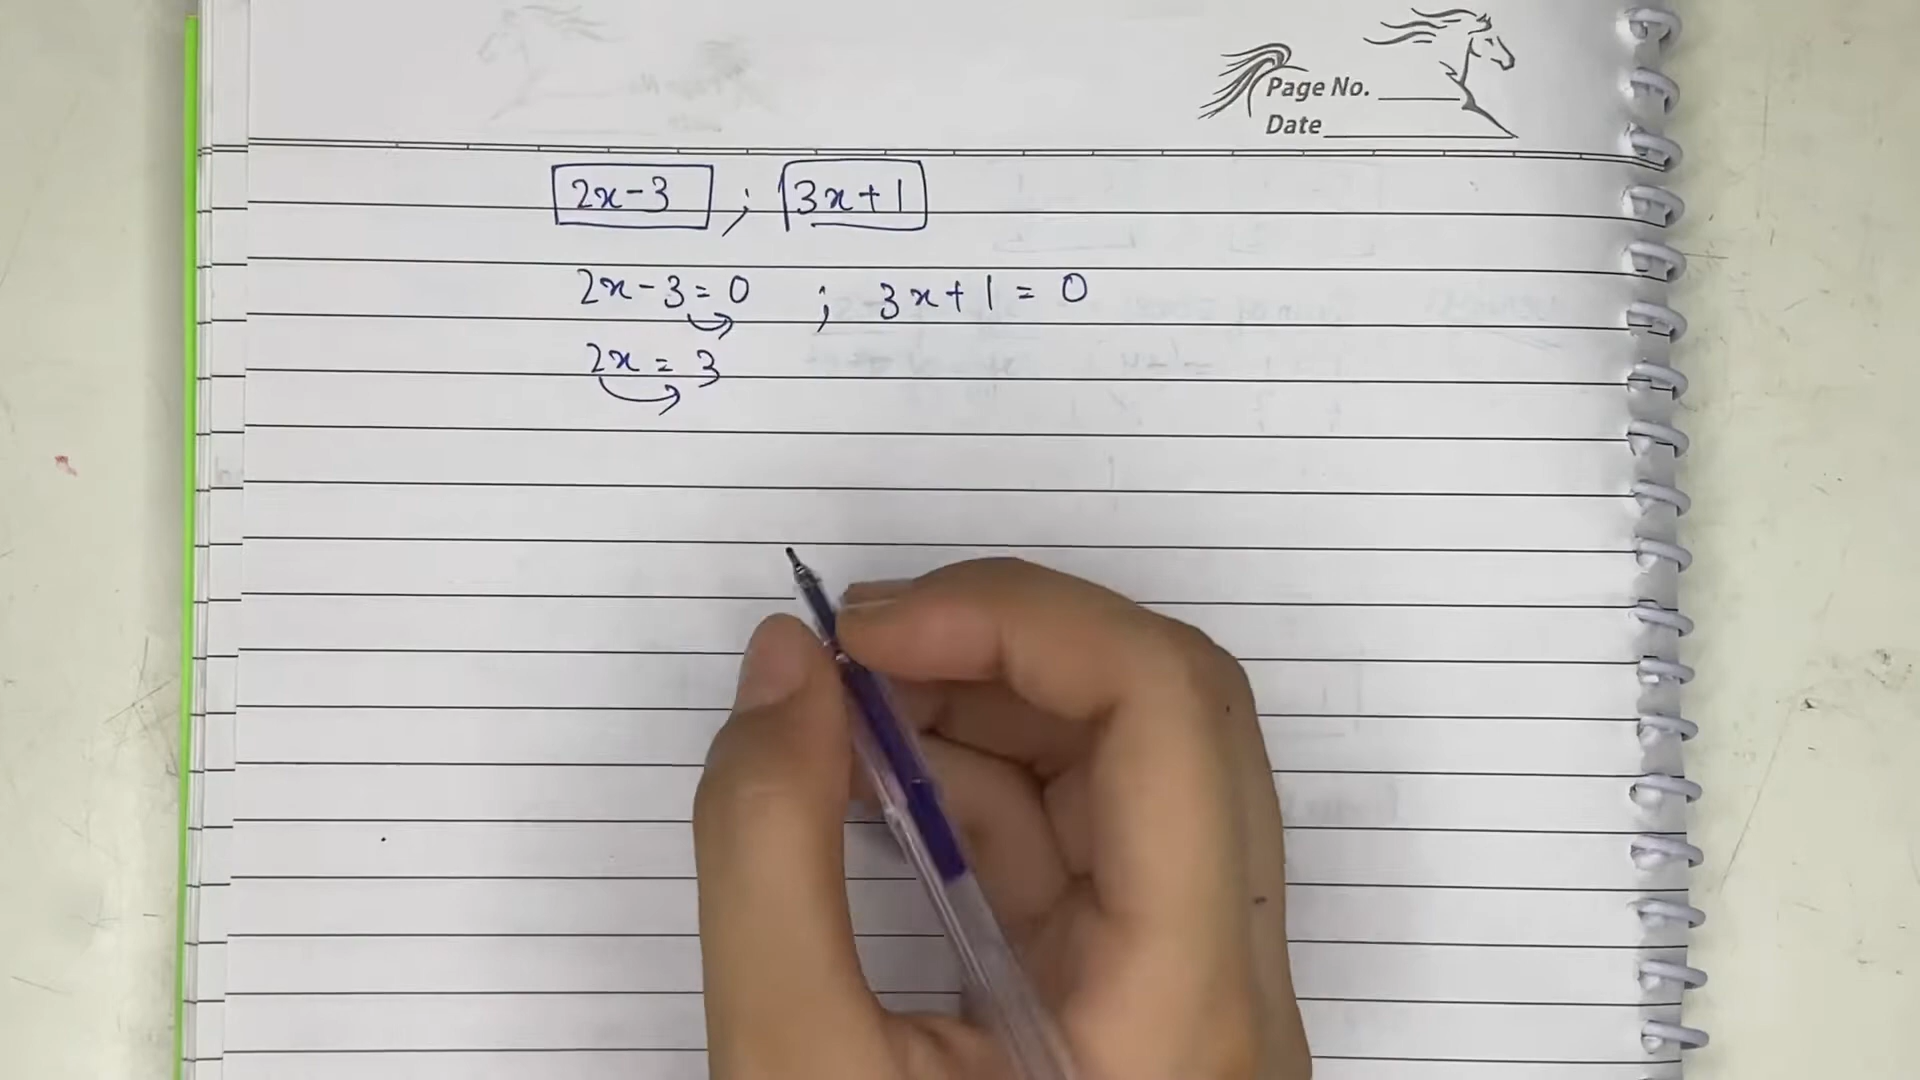 Page No.
Date
2x-3 ; 3x+1
2x-3=0 ; 3x+1=0
2x=3